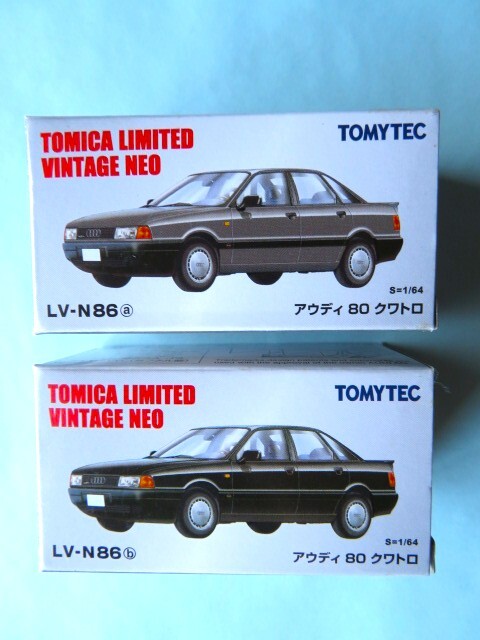 TOMICA LIMITED
VINTAGE NEO
TOMYTEC
S=1/64
LV-N86ⓐ
アウディ 80 クワトロ
TOMICA LIMITED
VINTAGE NEO
TOMYTEC
S=1/64
LV-N86ⓑ
アウディ 80 クワトロ